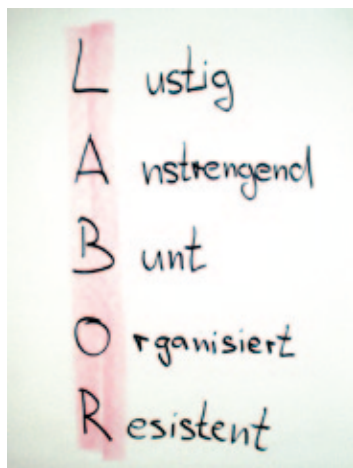 Lustig
Anstrengend
Bunt
Organisiert
Resistent